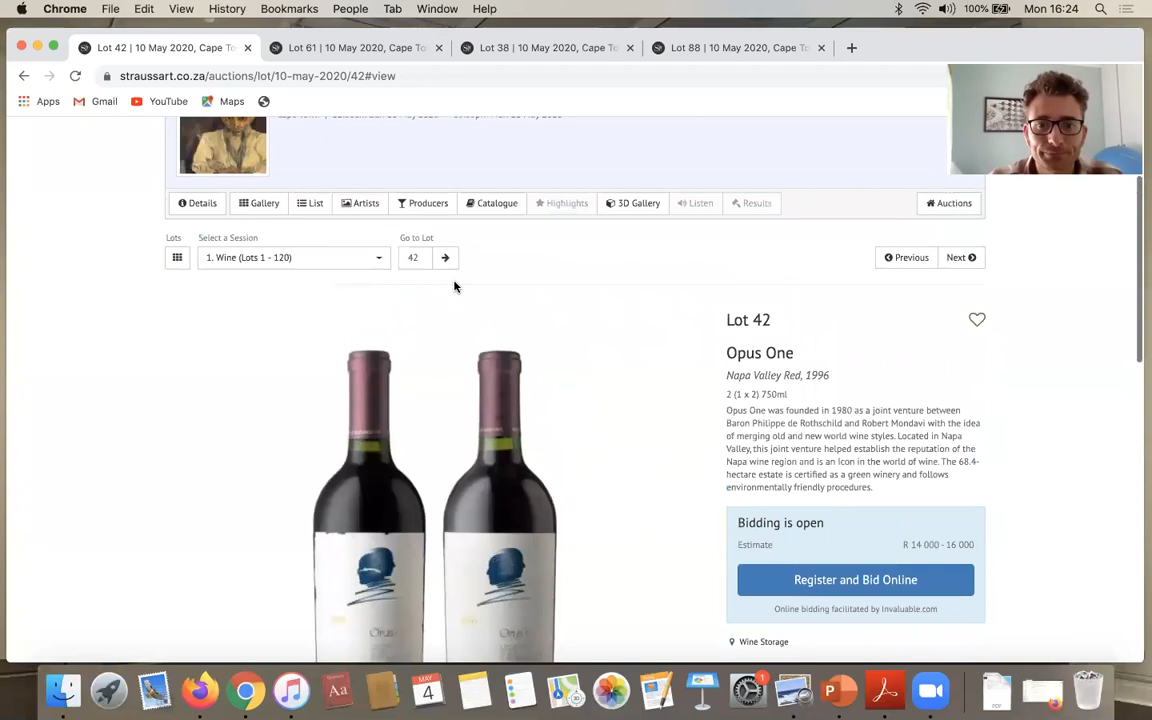 Chrome File Edit View History Bookmarks People Tab Window Help 100% Mon 16:24
Lot 42 | 10 May 2020, Cape To Lot 61 | 10 May 2020, Cape To Lot 38 | 10 May 2020, Cape To Lot 88 | 10 May 2020, Cape To
straussart.co.za/auctions/lot/10-may-2020/42#view
Apps Gmail YouTube Maps
Details Gallery List Artists Producers Catalogue Highlights 3D Gallery Listen Results Auctions
Lots Select a Session Go to Lot
1. Wine (Lots 1 - 120) 42 Previous Next
Lot 42
Opus One
Napa Valley Red, 1996
2 (1 x 2) 750ml
Opus One was founded in 1980 as a joint venture between
Baron Philippe de Rothschild and Robert Mondavi with the idea
of merging old and new world wine styles. Located in Napa
Valley, this joint venture helped establish the reputation of the
Napa wine region and is an Icon in the world of wine. The 68.4-
hectare estate is certified as a green winery and follows
environmentally friendly procedures.
Bidding is open
Estimate R 14 000 - 16 000
Register and Bid Online
Online bidding facilitated by Invaluable.com
Wine Storage
MAY
4
Aa
1
PDF